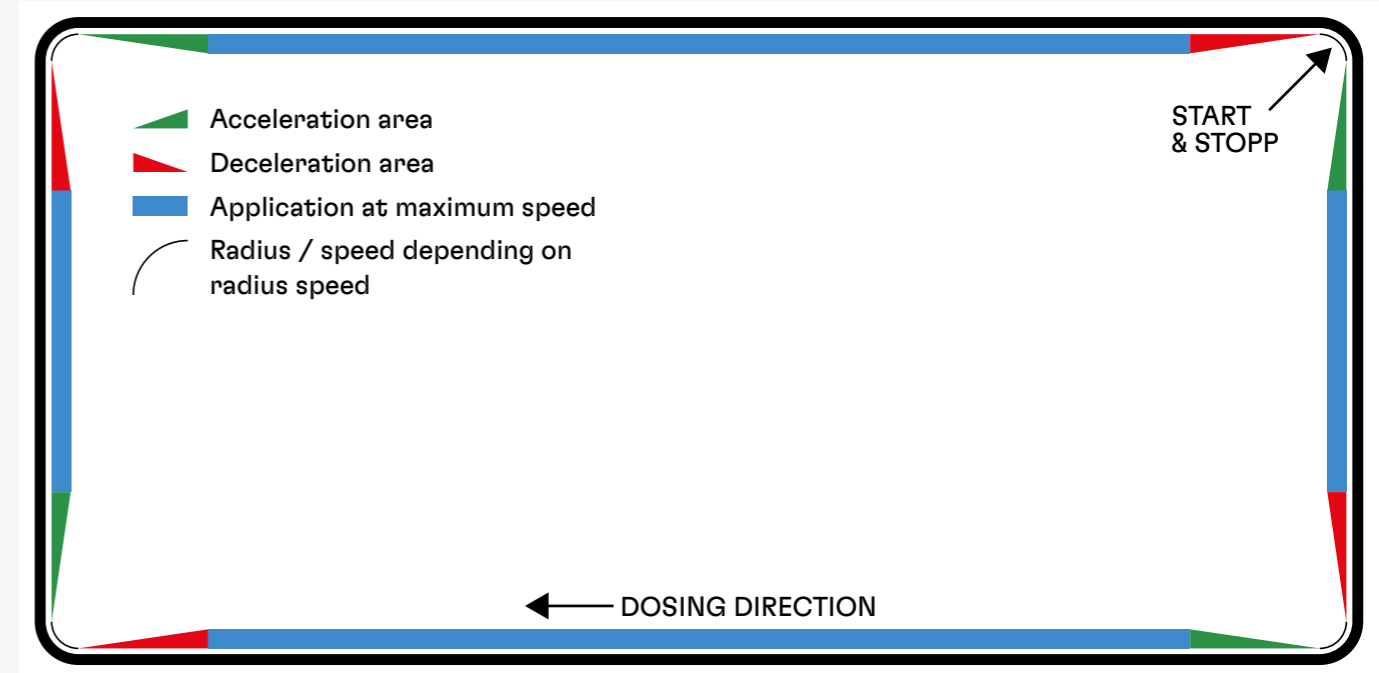 Acceleration area
Deceleration area
Application at maximum speed
Radius / speed depending on
radius speed
START
& STOPP
DOSING DIRECTION